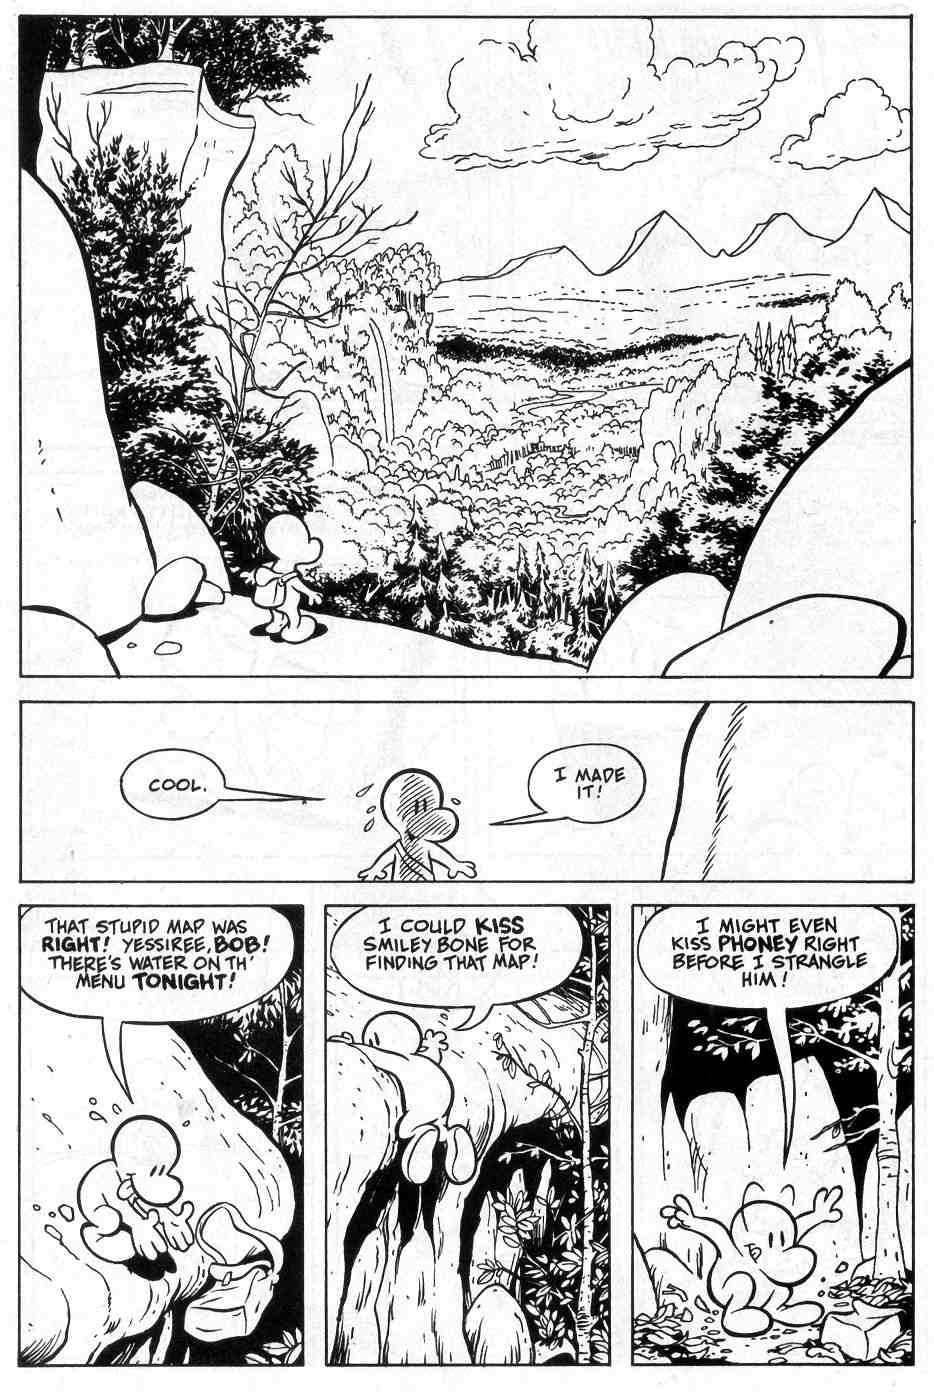 COOL.
I MADE
IT!
THAT STUPID MAP WAS
RIGHT! YESSIREE, BOB!
THERE'S WATER ON TH'
MENU TONIGHT!
I COULD KISS
SMILEY BONE FOR
FINDING THAT MAP!
I MIGHT EVEN
KISS PHONEY RIGHT
BEFORE I STRANGLE
HIM!